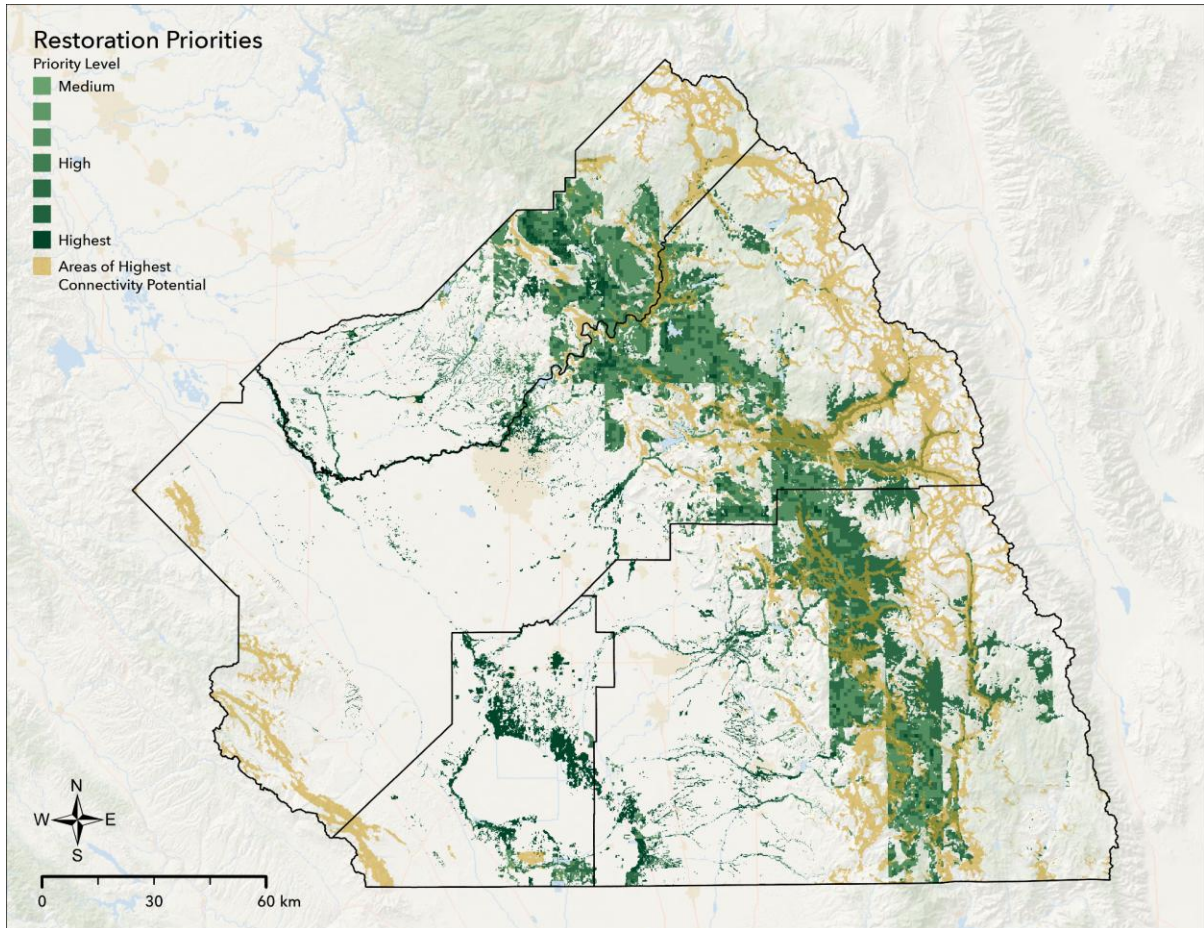 Restoration Priorities
Priority Level
Medium
High
Highest
Areas of Highest
Connectivity Potential
N
W E
S
0 30 60 km